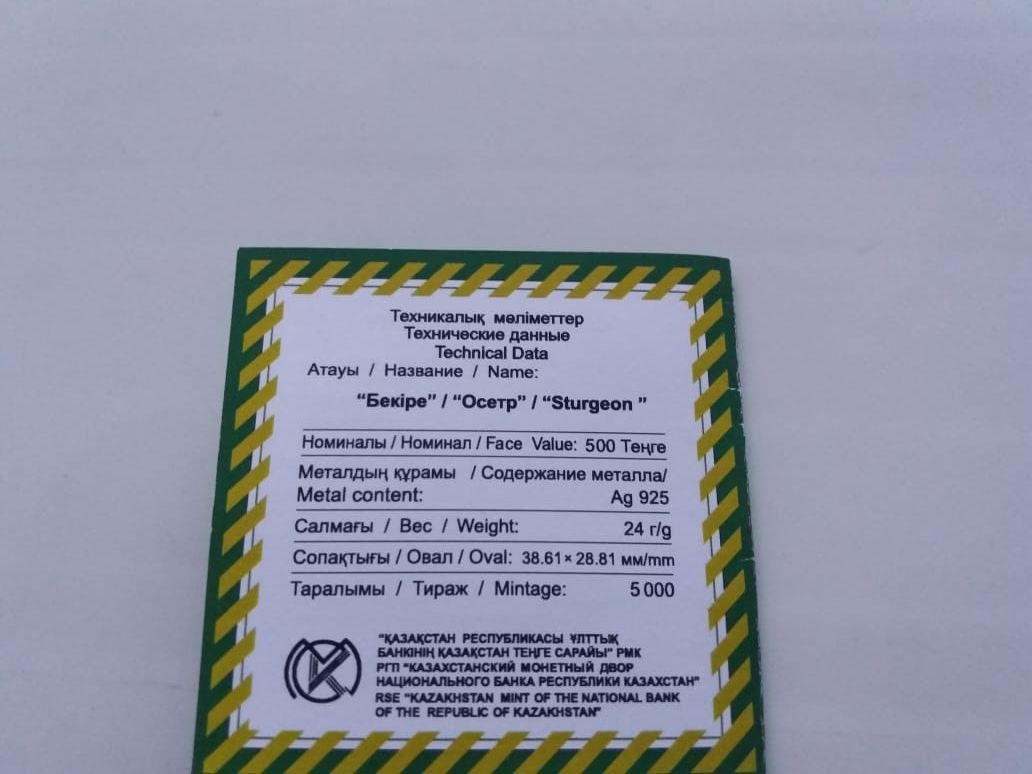 Техникалық мәліметтер
Технические данные
Technical Data
Атауы / Название / Name:
“Бекіре” / “Осетр” / “Sturgeon ”
Номиналы / Номинал / Face Value: 500 Теңге
Металдың құрамы / Содержание металла/
Metal content: Ag 925
Салмағы / Вес / Weight: 24 г/g
Сопақтығы / Овал / Oval: 38.61 × 28.81 мм/mm
Таралымы / Тираж / Mintage: 5 000
"ҚАЗАҚСТАН РЕСПУБЛИКАСЫ ҰЛТТЫҚ
БАНКІНІҢ ҚАЗАҚСТАН ТЕҢГЕ САРАЙЫ" РМК
РГП "КАЗАХСТАНСКИЙ МОНЕТНЫЙ ДВОР
НАЦИОНАЛЬНОГО БАНКА РЕСПУБЛИКИ КАЗАХСТАН"
RSE "KAZAKHSTAN MINT OF THE NATIONAL BANK
OF THE REPUBLIC OF KAZAKHSTAN"